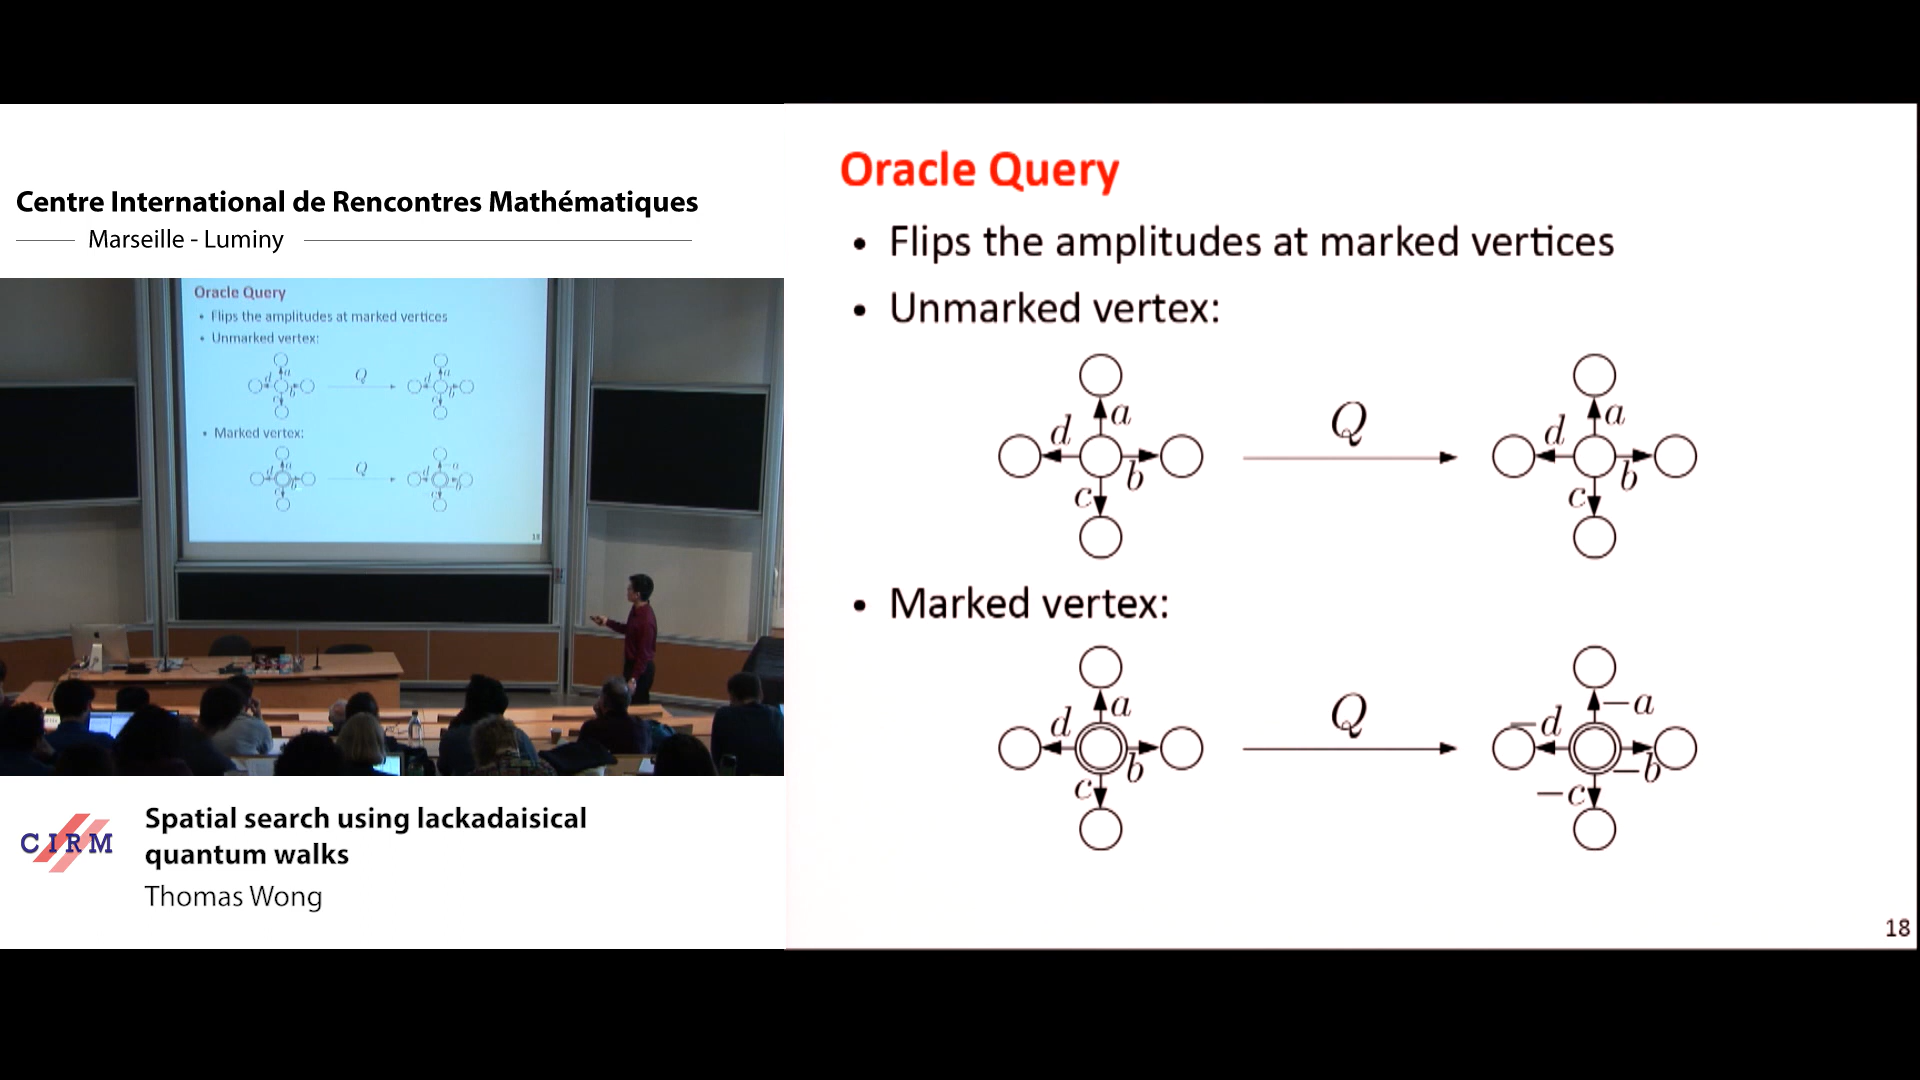 Centre International de Rencontres Mathématiques
Marseille - Luminy
Oracle Query
• Flips the amplitudes at marked vertices
• Unmarked vertex:
a
d
b
c
Q
a
d
b
c
• Marked vertex:
a
d
b
c
Q
a
d
b
c
18
CIRM
Spatial search using lackadaisical
quantum walks
Thomas Wong
Oracle Query
• Flips the amplitudes at marked vertices
• Unmarked vertex:
a
d
b
c
Q
a
d
b
c
• Marked vertex:
a
d
b
c
Q
−a
−d
−b
−c
18